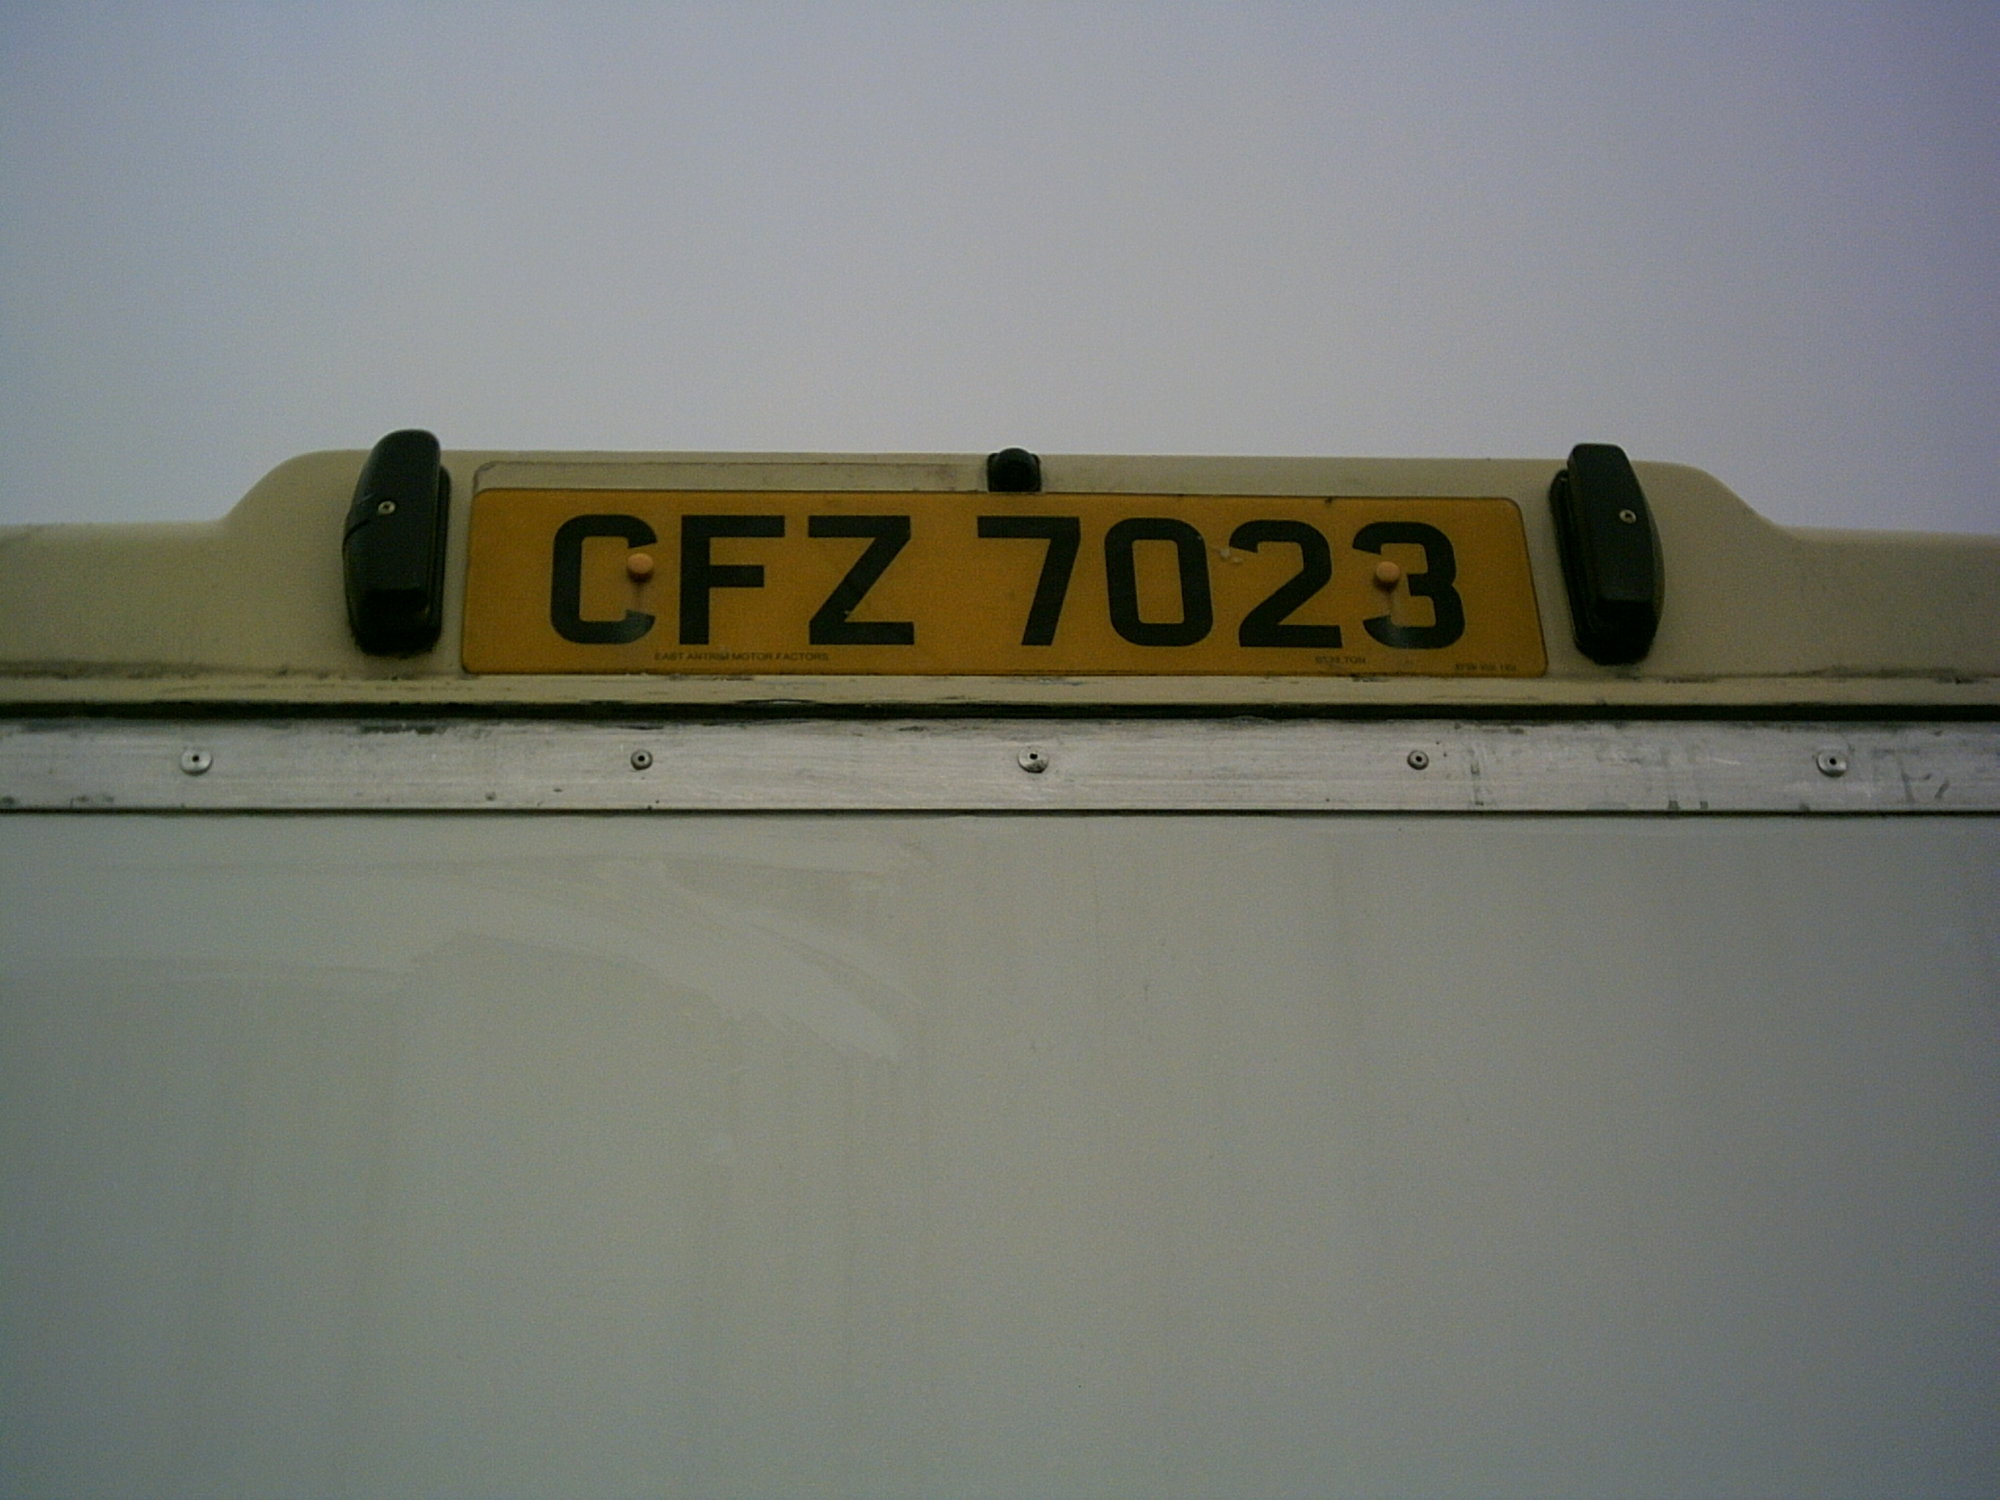 CFZ 7023
EAST ANTRIM MOTOR FACTORS